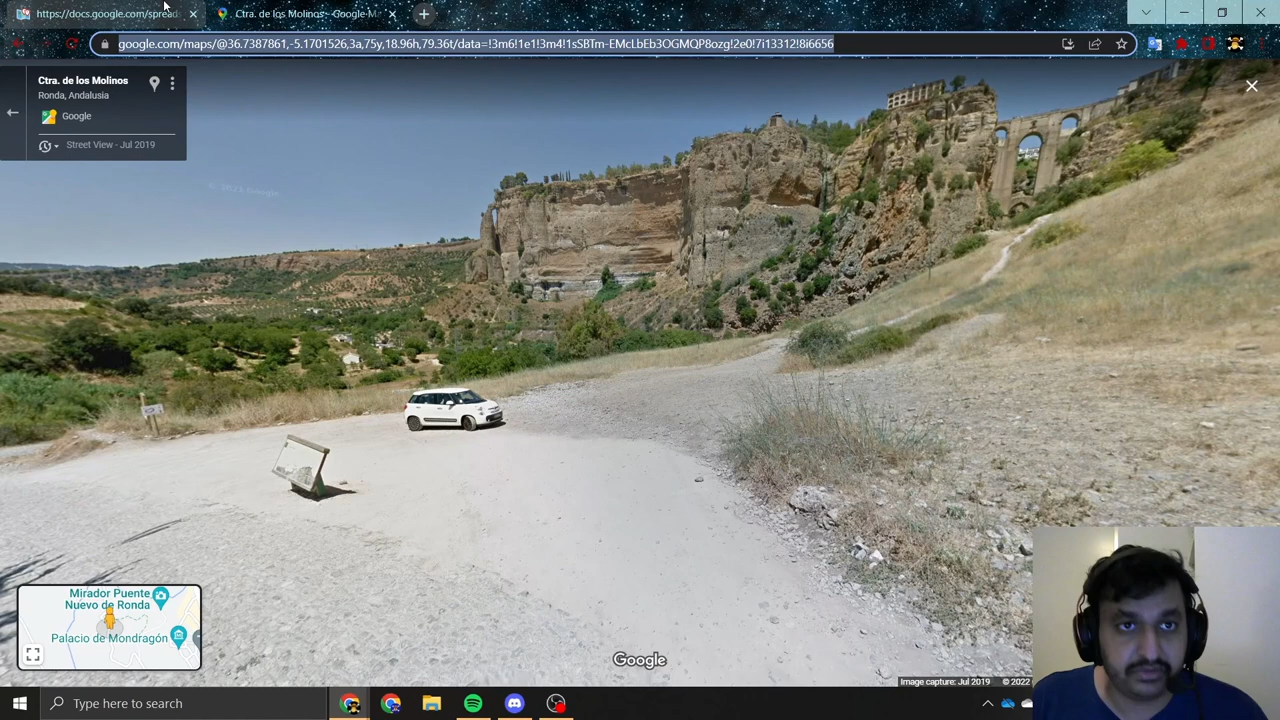 https://docs.google.com/spread
Ctra. de los Molinos - Google Ma
google.com/maps/@36.7387861,-5.1701526,3a,75y,18.96h,79.36t/data=!3m6!1e1!3m4!1sSBTm-EMcLbEb3OGMQP8ozg!2e0!7i13312!8i6656
Ctra. de los Molinos
Ronda, Andalusia
Google
Street View - Jul 2019
Mirador Puente
Nuevo de Ronda
Palacio de Mondragón
Google
Image capture: Jul 2019 © 2022
Type here to search